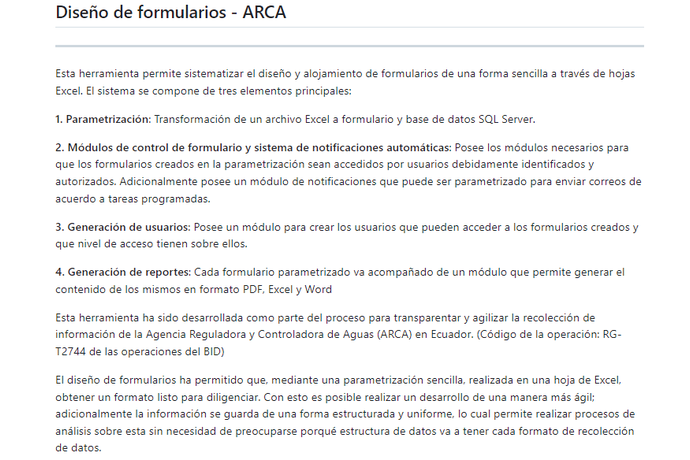 Diseño de formularios - ARCA
Esta herramienta permite sistematizar el diseño y alojamiento de formularios de una forma sencilla a través de hojas
Excel. El sistema se compone de tres elementos principales:
1. Parametrización: Transformación de un archivo Excel a formulario y base de datos SQL Server.
2. Módulos de control de formulario y sistema de notificaciones automáticas: Posee los módulos necesarios para
que los formularios creados en la parametrización sean accedidos por usuarios debidamente identificados y
autorizados. Adicionalmente posee un módulo de notificaciones que puede ser parametrizado para enviar correos de
acuerdo a tareas programadas.
3. Generación de usuarios: Posee un módulo para crear los usuarios que pueden acceder a los formularios creados y
que nivel de acceso tienen sobre ellos.
4. Generación de reportes: Cada formulario parametrizado va acompañado de un módulo que permite generar el
contenido de los mismos en formato PDF, Excel y Word
Esta herramienta ha sido desarrollada como parte del proceso para transparentar y agilizar la recolección de
información de la Agencia Reguladora y Controladora de Aguas (ARCA) en Ecuador. (Código de la operación: RG-
T2744 de las operaciones del BID)
El diseño de formularios ha permitido que, mediante una parametrización sencilla, realizada en una hoja de Excel,
obtener un formato listo para diligenciar. Con esto es posible realizar un desarrollo de una manera más ágil;
adicionalmente la información se guarda de una forma estructurada y uniforme, lo cual permite realizar procesos de
análisis sobre esta sin necesidad de preocuparse porqué estructura de datos va a tener cada formato de recolección
de datos.